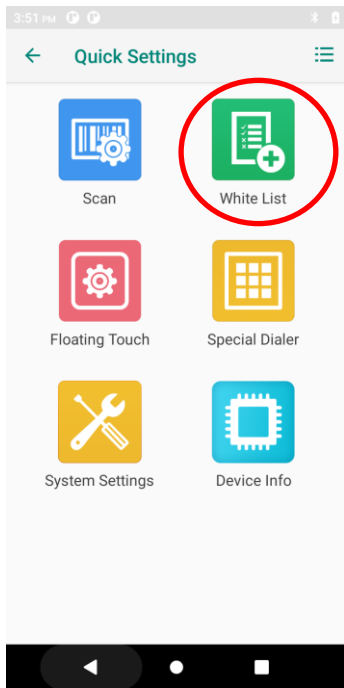 3:51 PM
Quick Settings
Scan
White List
Floating Touch
Special Dialer
System Settings
Device Info